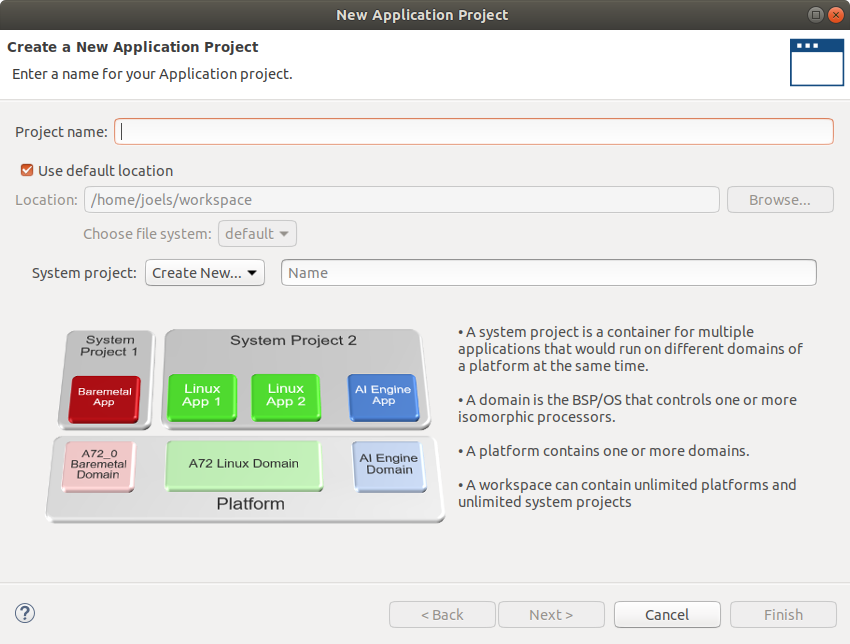 New Application Project
Create a New Application Project
Enter a name for your Application project.
Project name:
Use default location
Location: /home/joels/workspace Browse...
Choose file system: default
System project: Create New... Name
System
Project 1
System Project 2
Baremetal
App
Linux
App 1
Linux
App 2
AI Engine
App
A72_0
Baremetal
Domain
A72 Linux Domain
AI Engine
Domain
Platform
• A system project is a container for multiple
applications that would run on different domains of
a platform at the same time.
• A domain is the BSP/OS that controls one or more
isomorphic processors.
• A platform contains one or more domains.
• A workspace can contain unlimited platforms and
unlimited system projects
? < Back Next > Cancel Finish